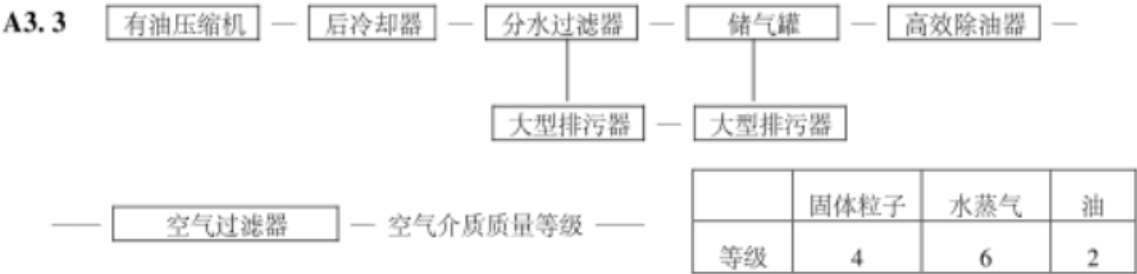 A3.3 有油压缩机 — 后冷却器 — 分水过滤器 — 储气罐 — 高效除油器 —
大型排污器 — 大型排污器
—— 空气过滤器 — 空气介质质量等级 ——
固体粒子 水蒸气 油
等级 4 6 2